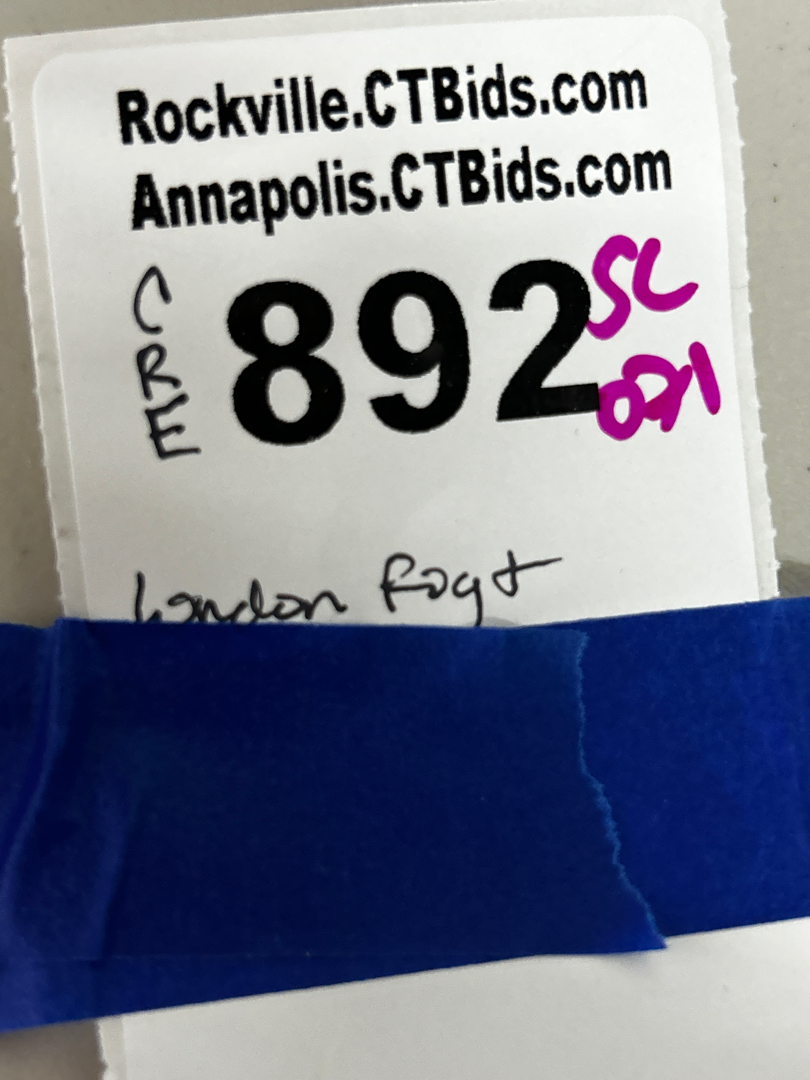 Rockville.CTBids.com
Annapolis.CTBids.com
CRE
892
SC
071
London Fog +